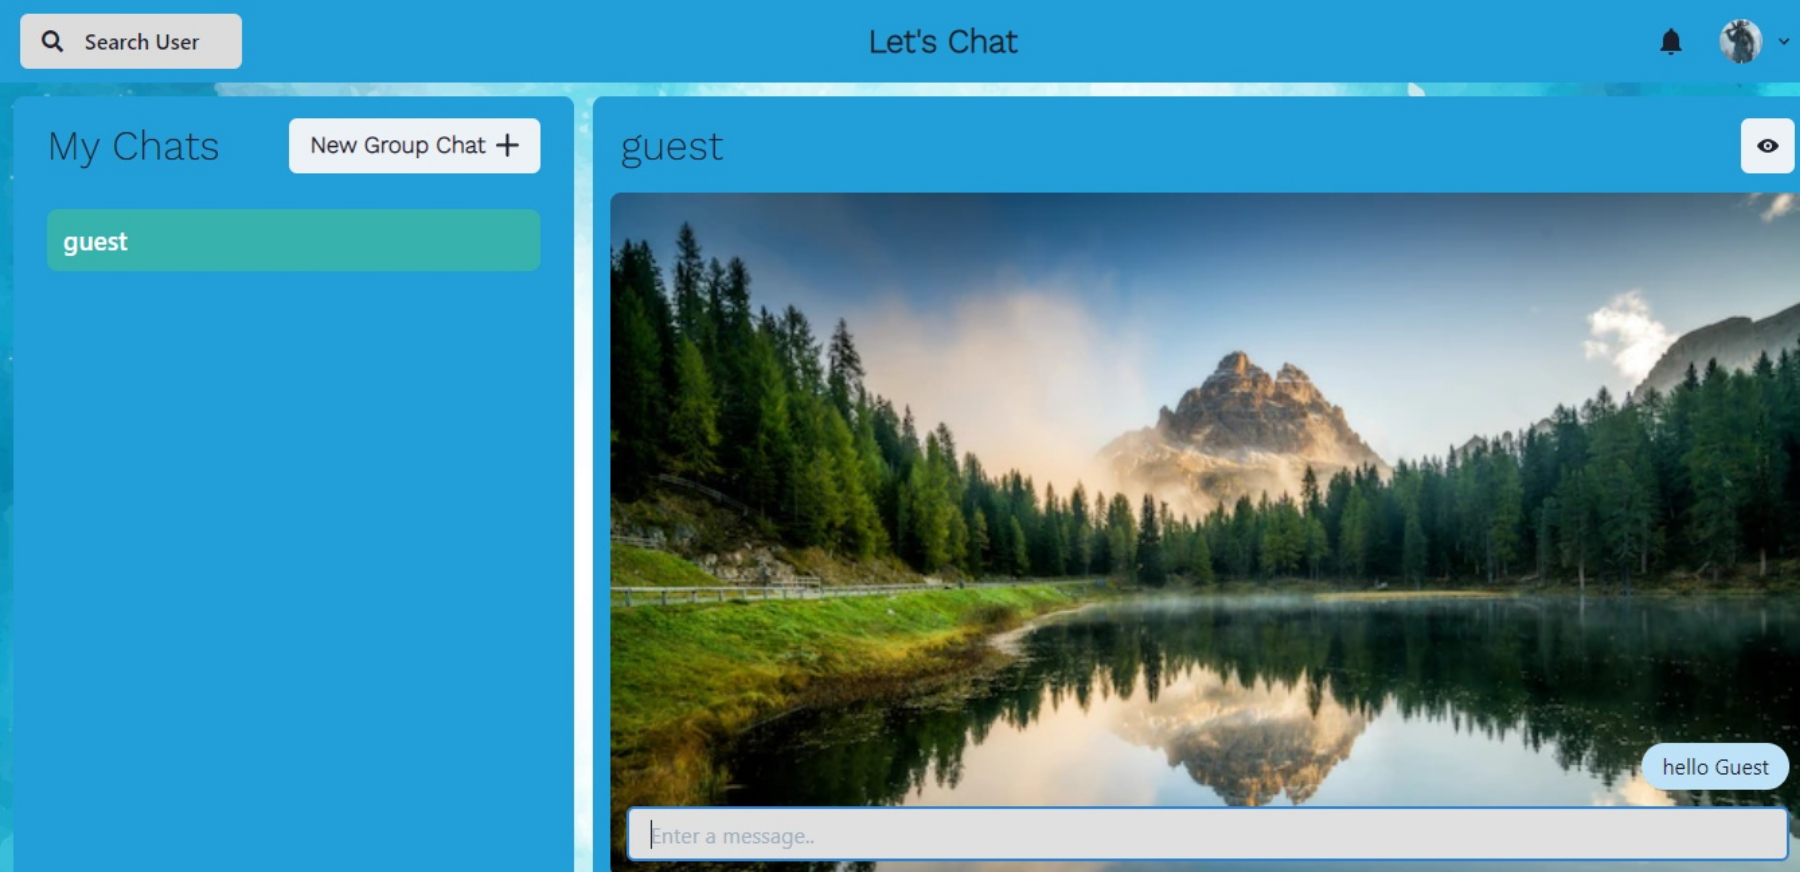 Search User
Let's Chat
My Chats
New Group Chat
guest
guest
hello Guest
Enter a message..